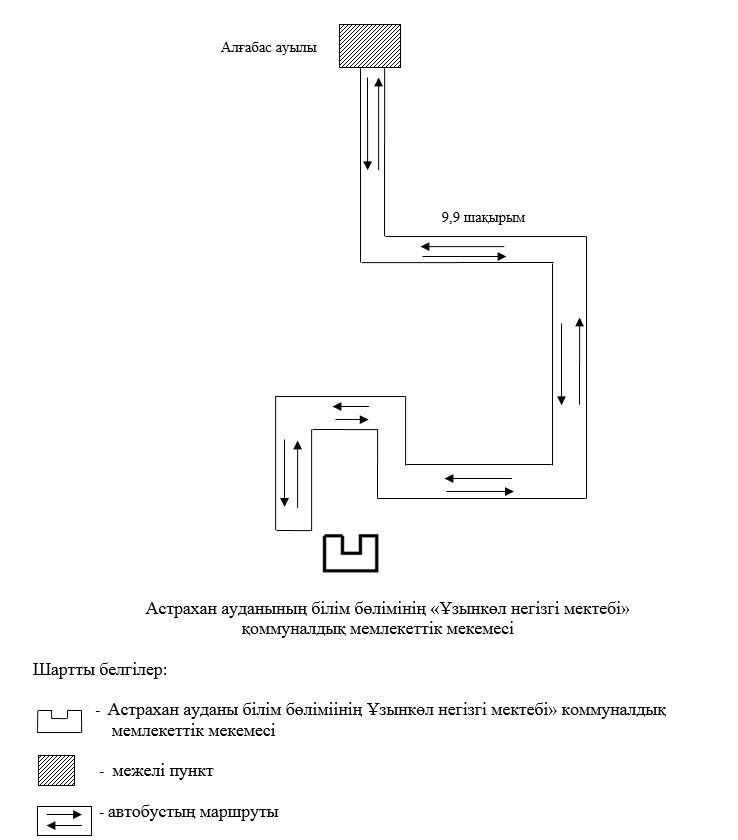 Алғабас ауылы
9,9 шақырым
Астрахан ауданының білім бөлімінің «Ұзынкөл негізгі мектебі»
қоммуналдық мемлекеттік мекемесі
Шартты белгілер:
- Астрахан ауданы білім бөліміінің Ұзынкөл негізгі мектебі» коммуналдық
мемлекеттік мекемесі
- межелі пункт
- автобустың маршруты